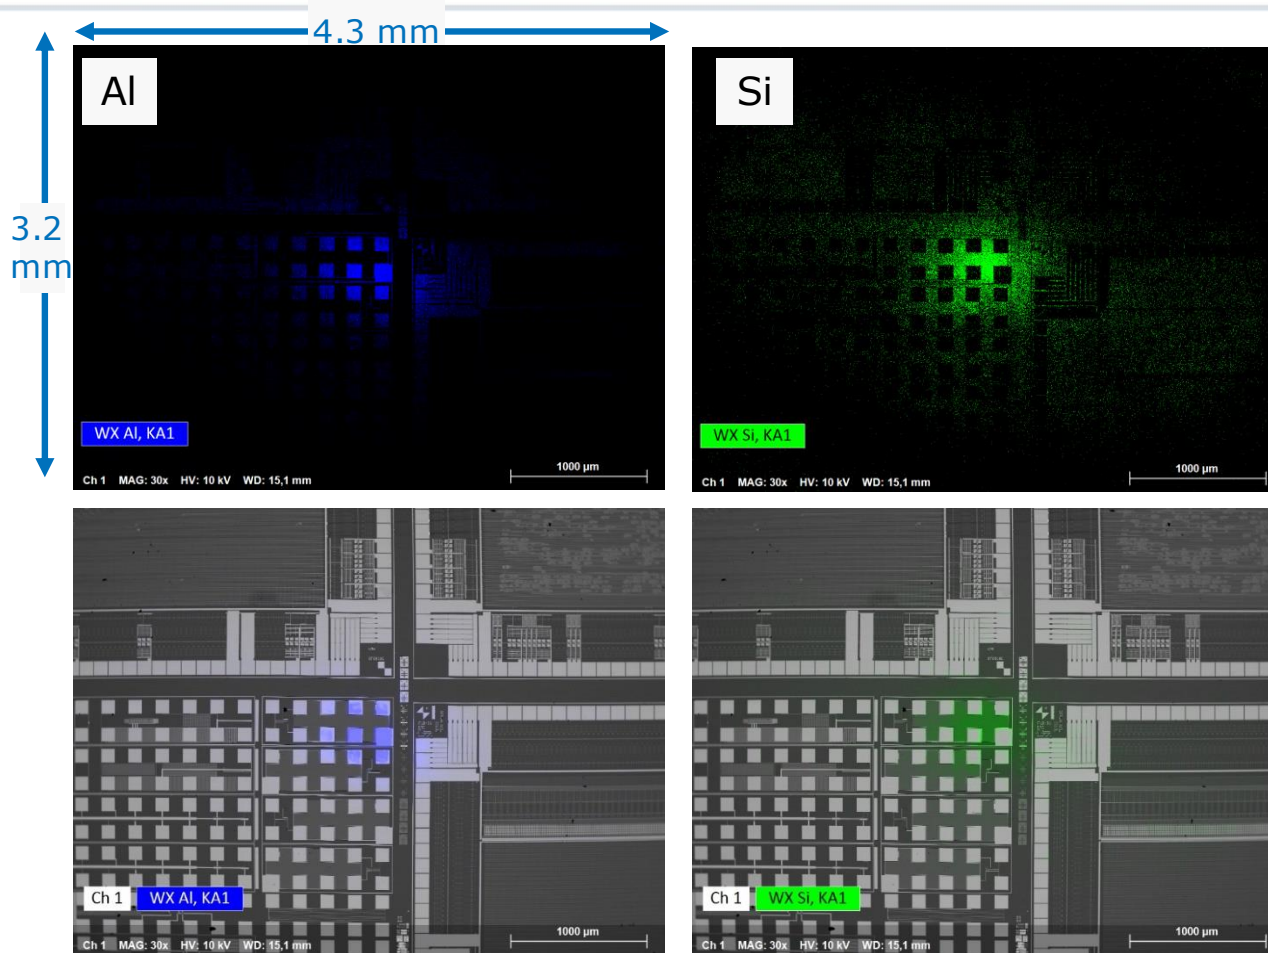 4.3 mm
Al
Si
3.2
mm
WX Al, KA1
WX Si, KA1
1000 µm
Ch 1 MAG: 30x HV: 10 kV WD: 15,1 mm
1000 µm
Ch 1 MAG: 30x HV: 10 kV WD: 15,1 mm
Ch 1 WX Al, KA1
Ch 1 WX Si, KA1
1000 µm
Ch 1 MAG: 30x HV: 10 kV WD: 15,1 mm
1000 µm
Ch 1 MAG: 30x HV: 10 kV WD: 15,1 mm